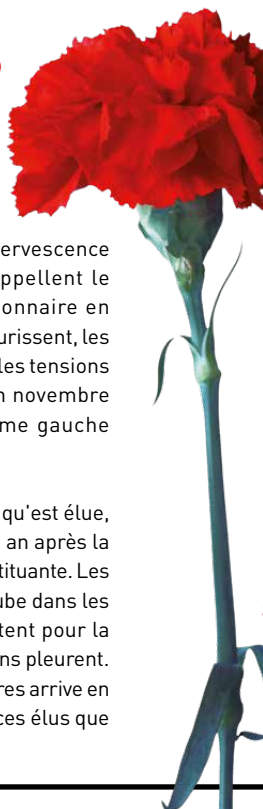 ervescence
ppellent le
onnaire en
urissent, les
les tensions
n novembre
me gauche
qu'est élue,
an après la
tituante. Les
ube dans les
tent pour la
ns pleurent.
res arrive en
ces élus que